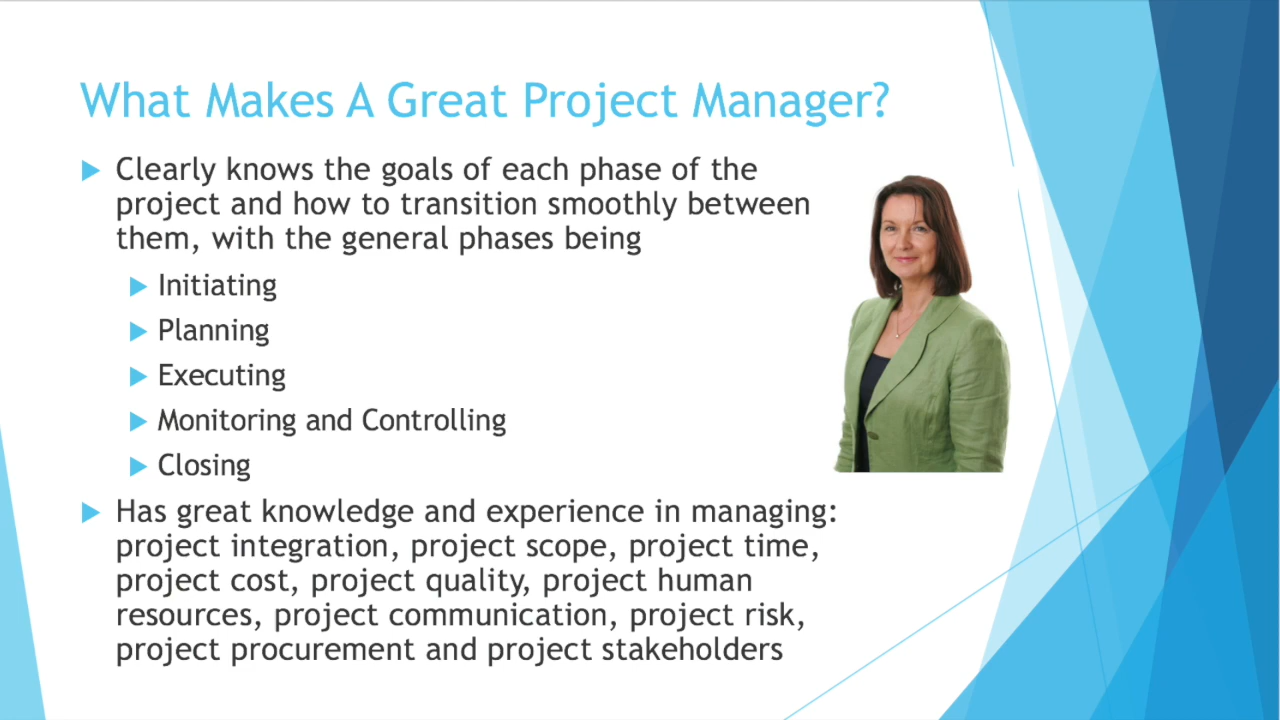 What Makes A Great Project Manager?
Clearly knows the goals of each phase of the
project and how to transition smoothly between
them, with the general phases being
Initiating
Planning
Executing
Monitoring and Controlling
Closing
Has great knowledge and experience in managing:
project integration, project scope, project time,
project cost, project quality, project human
resources, project communication, project risk,
project procurement and project stakeholders